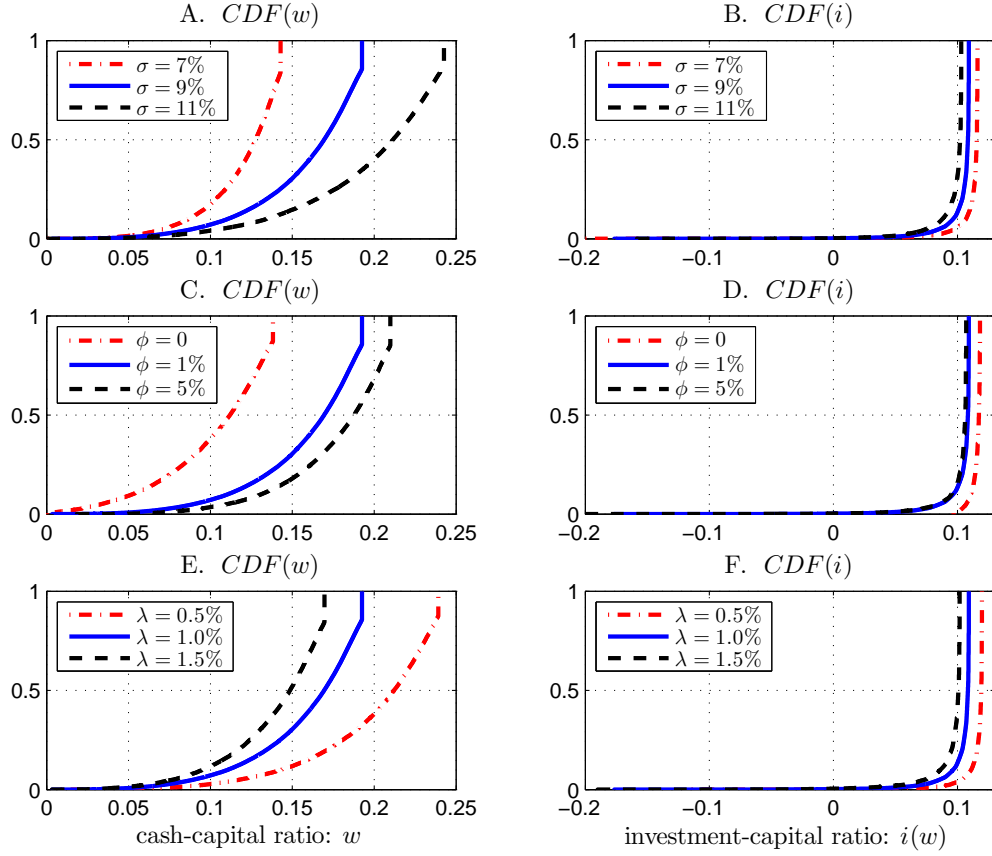 A. CDF(w)
1
0.5
0
σ = 7%
σ = 9%
σ = 11%
0 0.05 0.1 0.15 0.2 0.25
B. CDF(i)
1
0.5
0
σ = 7%
σ = 9%
σ = 11%
−0.2 −0.1 0 0.1
C. CDF(w)
1
0.5
0
ϕ = 0
ϕ = 1%
ϕ = 5%
0 0.05 0.1 0.15 0.2 0.25
D. CDF(i)
1
0.5
0
ϕ = 0
ϕ = 1%
ϕ = 5%
−0.2 −0.1 0 0.1
E. CDF(w)
1
0.5
0
λ = 0.5%
λ = 1.0%
λ = 1.5%
0 0.05 0.1 0.15 0.2 0.25
cash-capital ratio: w
F. CDF(i)
1
0.5
0
λ = 0.5%
λ = 1.0%
λ = 1.5%
−0.2 −0.1 0 0.1
investment-capital ratio: i(w)